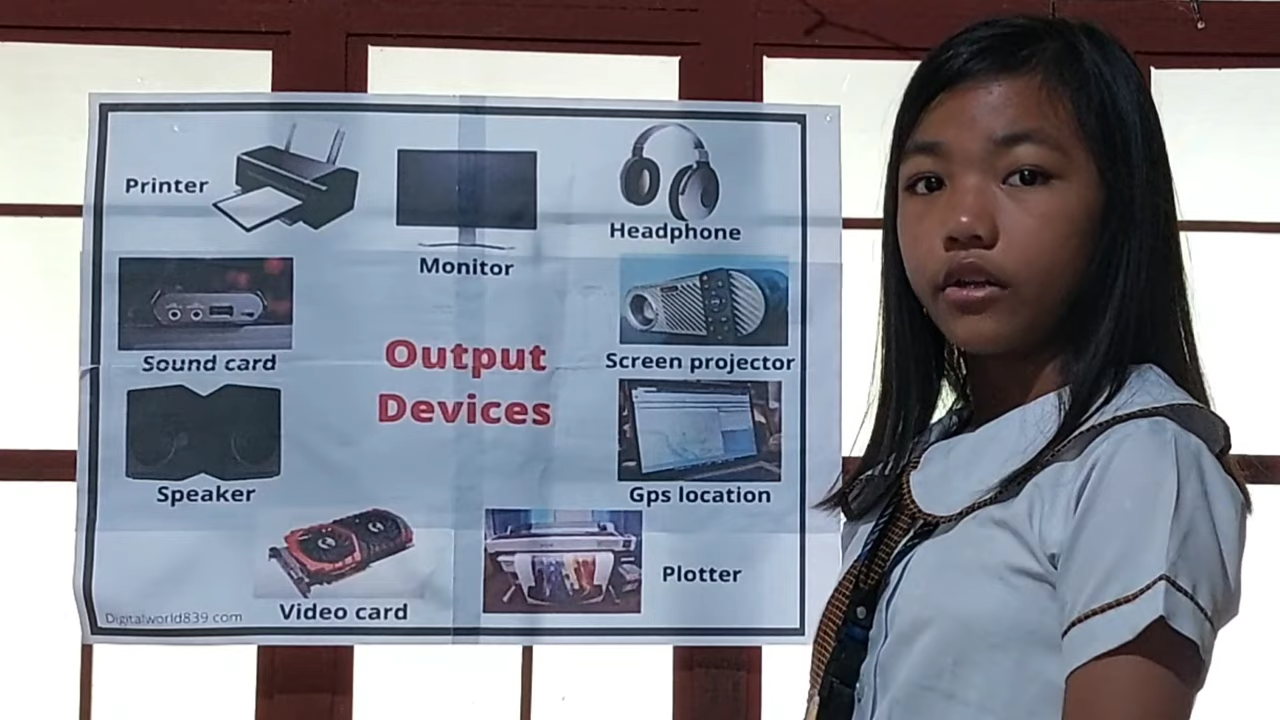 Printer
Monitor
Headphone
Sound card
Output
Devices
Screen projector
Speaker
Gps location
Video card
Plotter
Digitalworld839.com